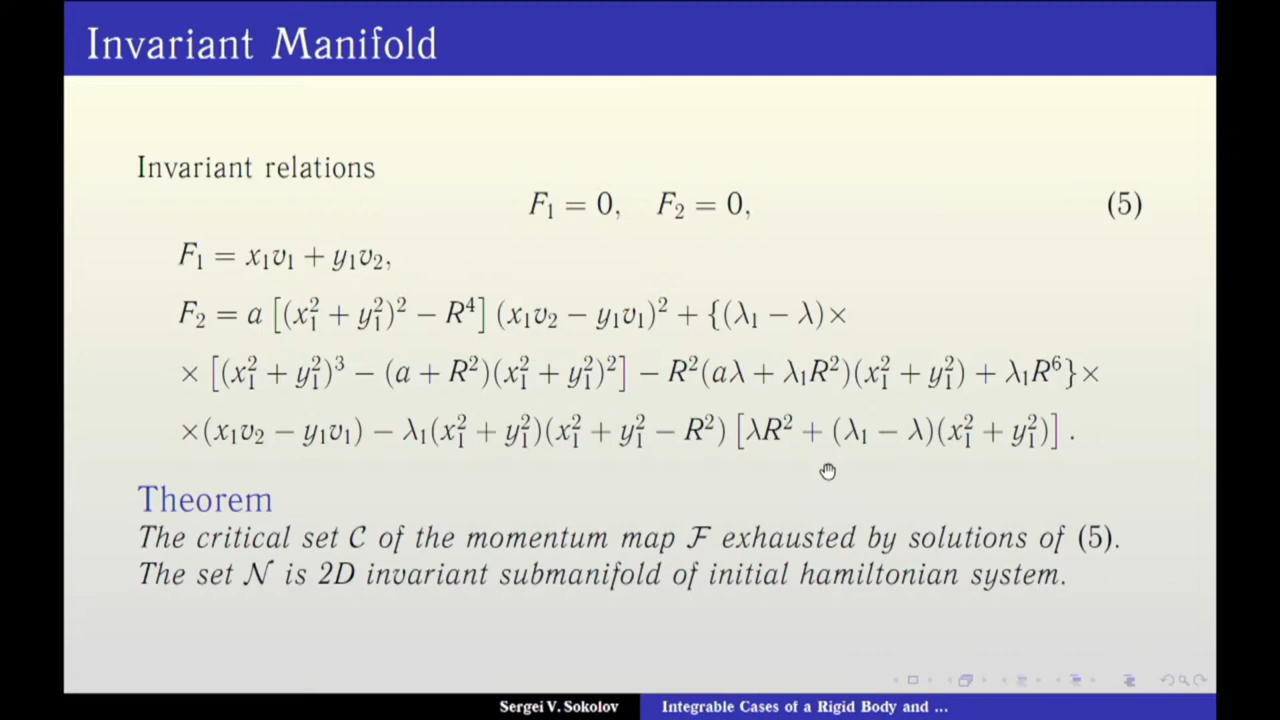 Invariant Manifold
Invariant relations
F₁ = 0, F₂ = 0, (5)
F₁ = x₁v₁ + y₁v₂,
F₂ = a [(x₁² + y₁²)² − R⁴] (x₁v₂ − y₁v₁)² + {(λ₁ − λ)×
× [(x₁² + y₁²)³ − (a + R²)(x₁² + y₁²)²] − R²(aλ + λ₁R²)(x₁² + y₁²) + λ₁R⁶}×
×(x₁v₂ − y₁v₁) − λ₁(x₁² + y₁²)(x₁² + y₁² − R²) [λR² + (λ₁ − λ)(x₁² + y₁²)] .
Theorem
The critical set 𝒞 of the momentum map ℱ exhausted by solutions of (5).
The set 𝒩 is 2D invariant submanifold of initial hamiltonian system.
Sergei V. Sokolov Integrable Cases of a Rigid Body and ...